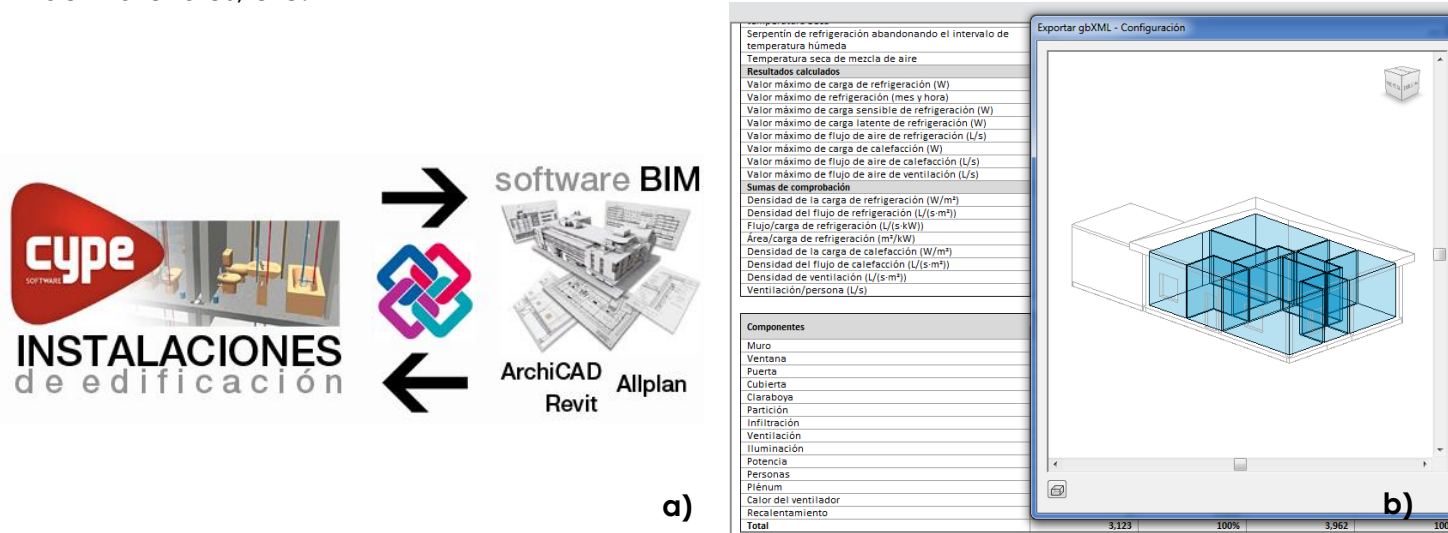 cype
SOFTWARE
INSTALACIONES
de edificación
software BIM
ArchiCAD
Allplan
Revit
a)
Serpentín de refrigeración abandonando el intervalo de
temperatura húmeda
Temperatura seca de mezcla de aire
Resultados calculados
Valor máximo de carga de refrigeración (W)
Valor máximo de refrigeración (mes y hora)
Valor máximo de carga sensible de refrigeración (W)
Valor máximo de carga latente de refrigeración (W)
Valor máximo de flujo de aire de refrigeración (L/s)
Valor máximo de carga de calefacción (W)
Valor máximo de flujo de aire de calefacción (L/s)
Valor máximo de flujo de aire de ventilación (L/s)
Sumas de comprobación
Densidad de la carga de refrigeración (W/m²)
Densidad del flujo de refrigeración (L/(s·m²))
Flujo/carga de refrigeración (L/(s·kW))
Área/carga de refrigeración (m²/kW)
Densidad de la carga de calefacción (W/m²)
Densidad del flujo de calefacción (L/(s·m²))
Densidad de ventilación (L/(s·m²))
Ventilación/persona (L/s)
Componentes
Muro
Ventana
Puerta
Cubierta
Claraboya
Partición
Infiltración
Ventilación
Iluminación
Potencia
Personas
Plénum
Calor del ventilador
Recalentamiento
Total 3,123 100% 3,962 100
Exportar gbXML - Configuración
b)